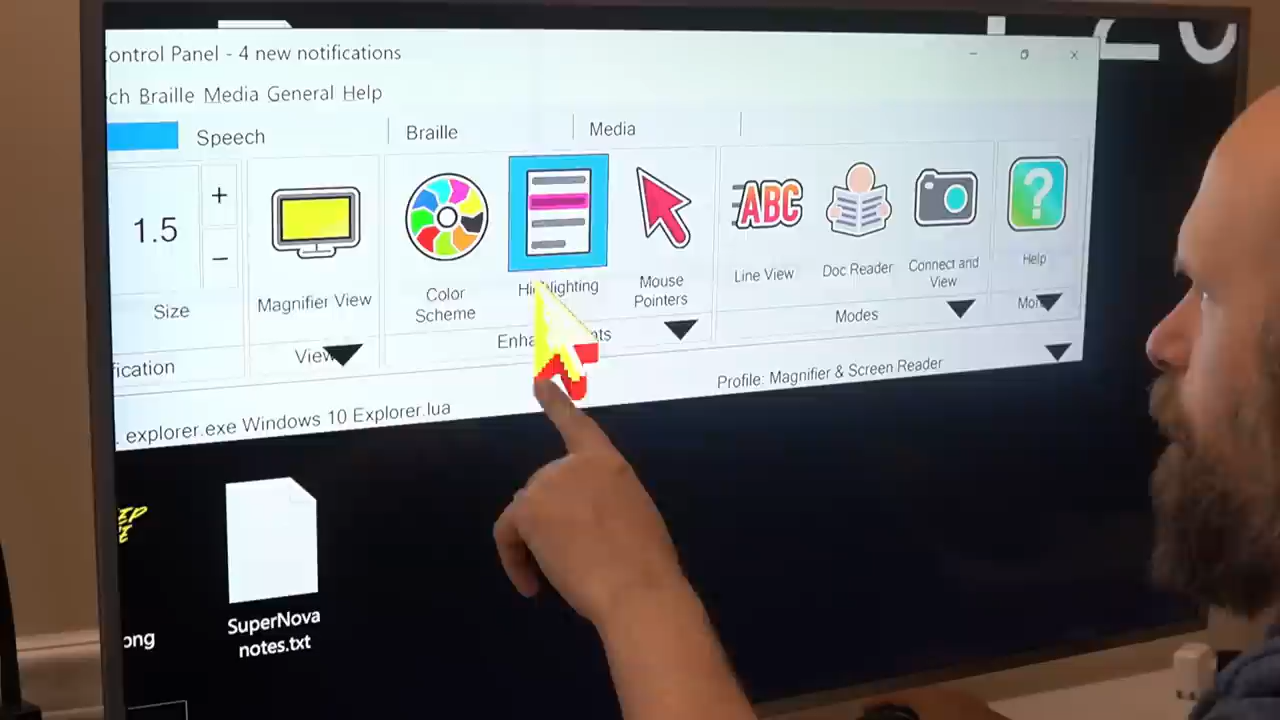 ontrol Panel - 4 new notifications
ch Braille Media General Help
Speech Braille Media
1.5
+
−
Size
Magnifier View
Color
Scheme
Highlighting
Mouse
Pointers
ABC
Line View
Doc Reader
Connect and
View
?
Help
ification
View
Modes
explorer.exe Windows 10 Explorer.lua
Profile: Magnifier & Screen Reader
SuperNova
notes.txt